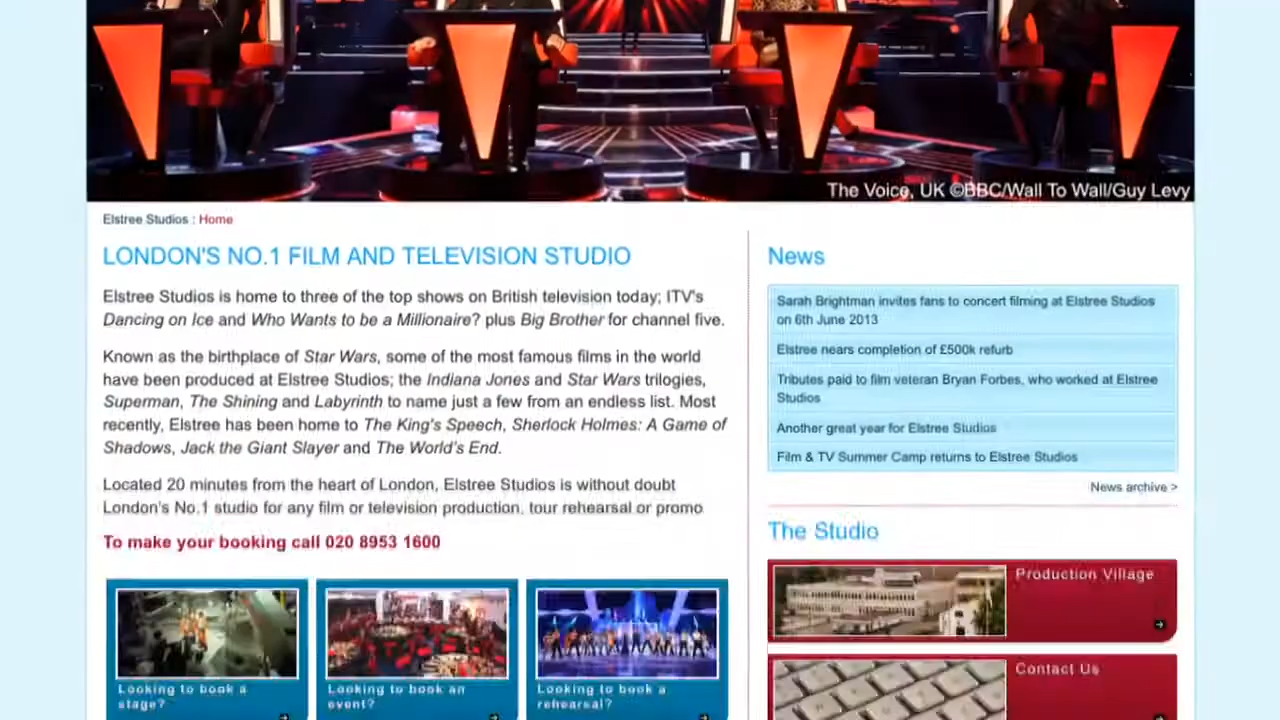 The Voice, UK ©BBC/Wall To Wall/Guy Levy
Elstree Studios : Home
LONDON'S NO.1 FILM AND TELEVISION STUDIO
Elstree Studios is home to three of the top shows on British television today; ITV's
Dancing on Ice and Who Wants to be a Millionaire? plus Big Brother for channel five.
Known as the birthplace of Star Wars, some of the most famous films in the world
have been produced at Elstree Studios; the Indiana Jones and Star Wars trilogies,
Superman, The Shining and Labyrinth to name just a few from an endless list. Most
recently, Elstree has been home to The King's Speech, Sherlock Holmes: A Game of
Shadows, Jack the Giant Slayer and The World's End.
Located 20 minutes from the heart of London, Elstree Studios is without doubt
London's No.1 studio for any film or television production, tour rehearsal or promo
To make your booking call 020 8953 1600
Looking to book a
stage?
Looking to book an
event?
Looking to book a
rehearsal?
News
Sarah Brightman invites fans to concert filming at Elstree Studios
on 6th June 2013
Elstree nears completion of £500k refurb
Tributes paid to film veteran Bryan Forbes, who worked at Elstree
Studios
Another great year for Elstree Studios
Film & TV Summer Camp returns to Elstree Studios
News archive >
The Studio
Production Village
Contact Us